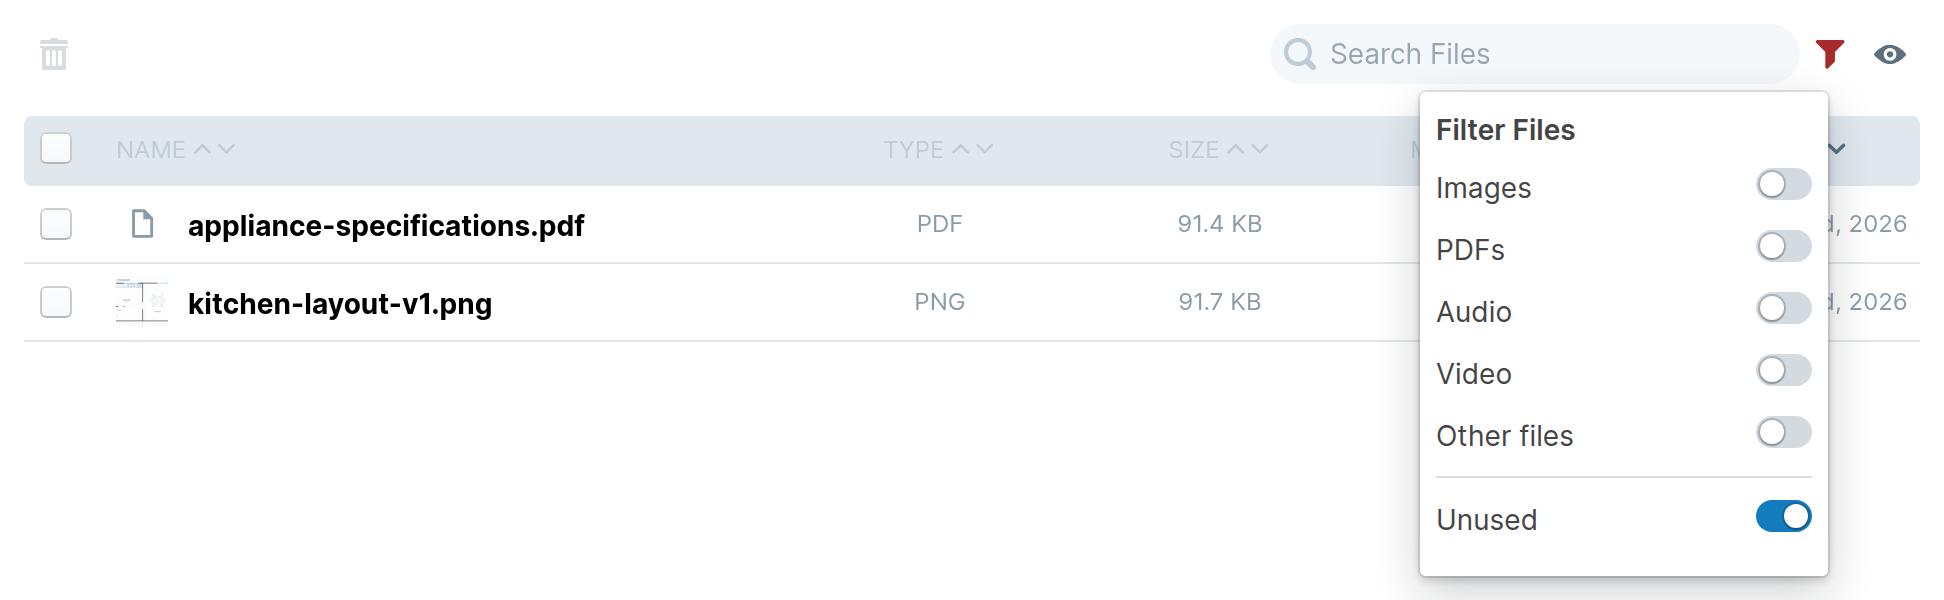 Search Files
NAME TYPE SIZE
appliance-specifications.pdf PDF 91.4 KB , 2026
kitchen-layout-v1.png PNG 91.7 KB , 2026
Filter Files
Images
PDFs
Audio
Video
Other files
Unused